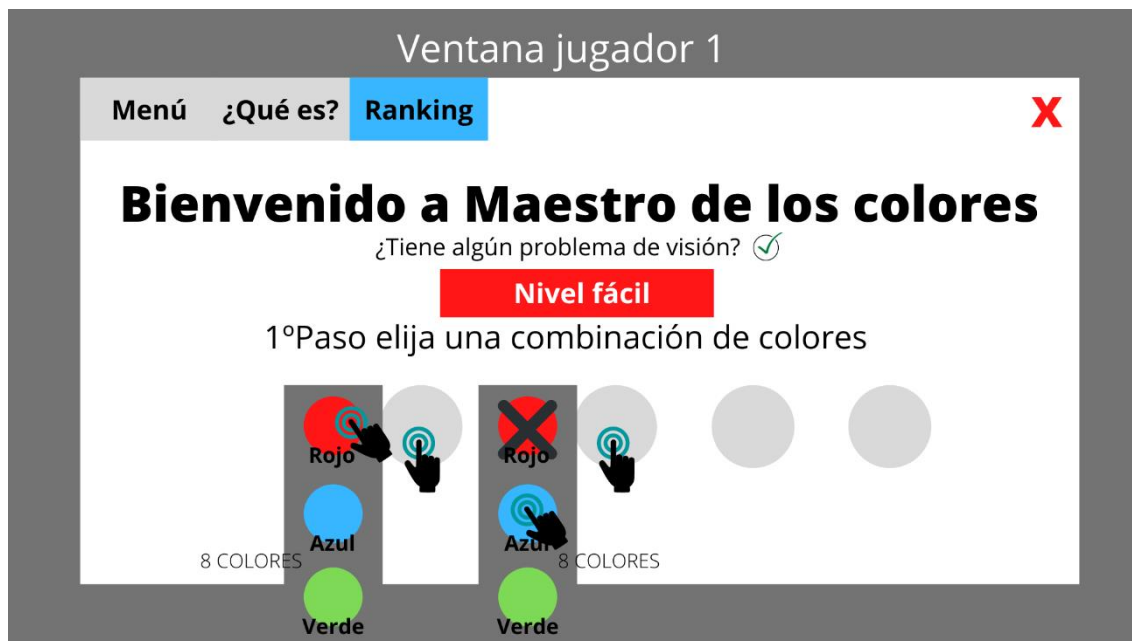 Ventana jugador 1
Menú ¿Qué es? Ranking X
Bienvenido a Maestro de los colores
¿Tiene algún problema de visión?
Nivel fácil
1ºPaso elija una combinación de colores
Rojo Rojo
Azul Azul
8 COLORES 8 COLORES
Verde Verde